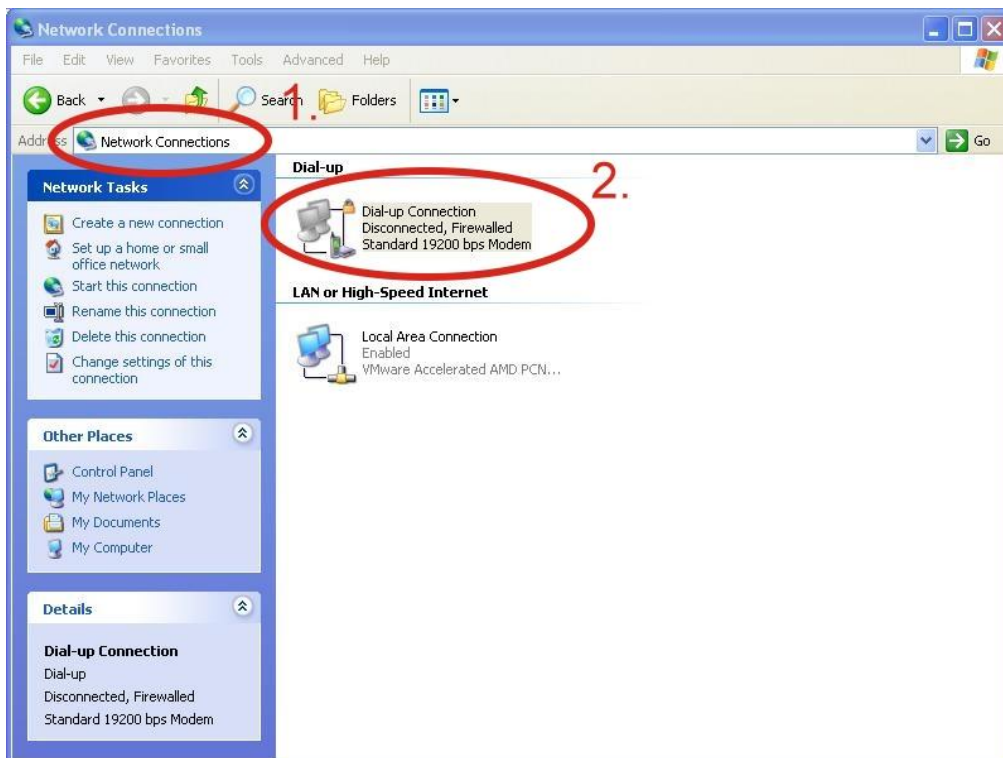 Network Connections
File Edit View Favorites Tools Advanced Help
Back Search Folders
1.
Address Network Connections Go
Network Tasks
Create a new connection
Set up a home or small
office network
Start this connection
Rename this connection
Delete this connection
Change settings of this
connection
Other Places
Control Panel
My Network Places
My Documents
My Computer
Details
Dial-up Connection
Dial-up
Disconnected, Firewalled
Standard 19200 bps Modem
Dial-up
2.
Dial-up Connection
Disconnected, Firewalled
Standard 19200 bps Modem
LAN or High-Speed Internet
Local Area Connection
Enabled
VMware Accelerated AMD PCN...